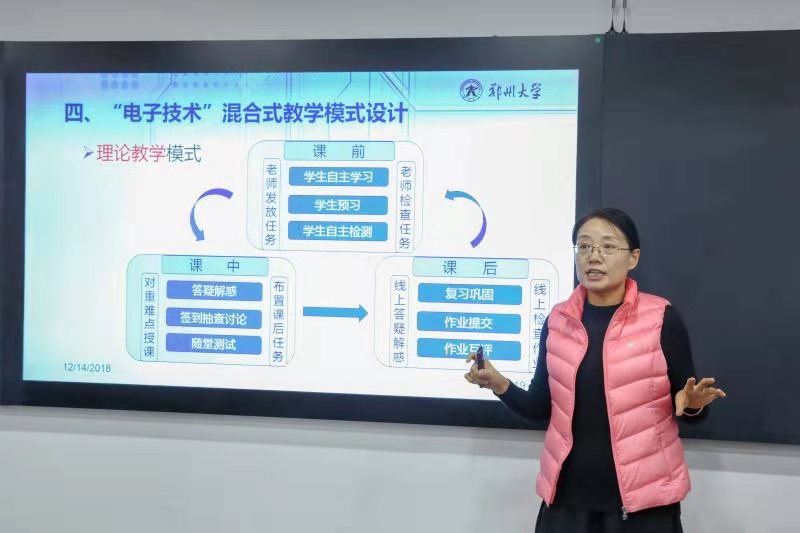 郑州大学
四、“电子技术”混合式教学模式设计
➢理论教学模式
课 前
老师发放任务
学生自主学习
学生预习
学生自主检测
老师检查任务
课 中
对重难点授课
答疑解惑
签到抽查讨论
随堂测试
布置课后任务
课 后
线上答疑解惑
复习巩固
作业提交
作业互评
线上检查作业
12/14/2018
19